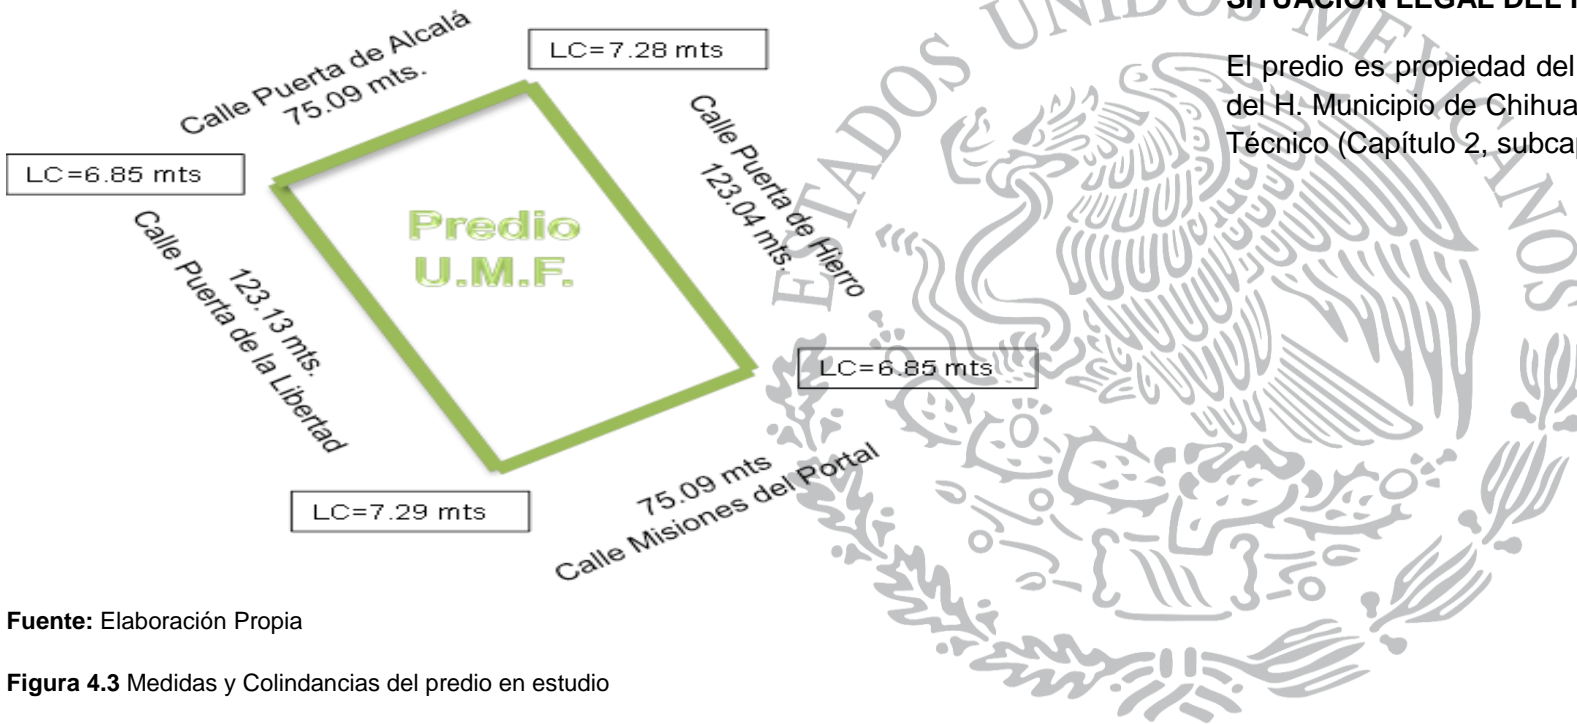 Calle Puerta de Alcalá
75.09 mts.
LC=7.28 mts
LC=6.85 mts
Calle Puerta de Hierro
123.04 mts.
Predio
U.M.F.
123.13 mts.
Calle Puerta de la Libertad
LC=6.85 mts
LC=7.29 mts
75.09 mts
Calle Misiones del Portal
Fuente: Elaboración Propia
Figura 4.3 Medidas y Colindancias del predio en estudio
SITUACIÓN LEGAL DEL
El predio es propiedad del
del H. Municipio de Chihua
Técnico (Capítulo 2, subca
ESTADOS UNIDOS MEXICANOS